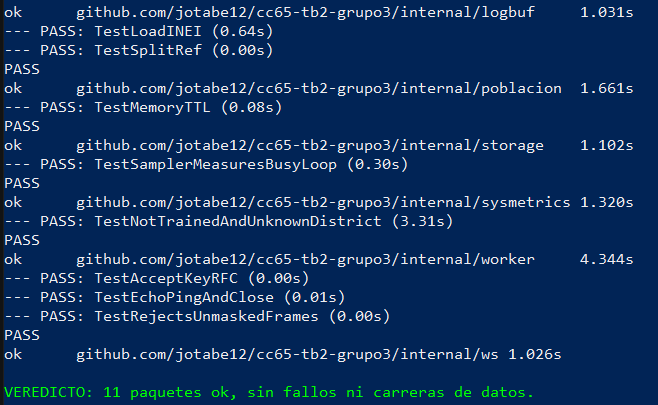 ok      github.com/jotabe12/cc65-tb2-grupo3/internal/logbuf     1.031s
--- PASS: TestLoadINEI (0.64s)
--- PASS: TestSplitRef (0.00s)
PASS
ok      github.com/jotabe12/cc65-tb2-grupo3/internal/poblacion  1.661s
--- PASS: TestMemoryTTL (0.08s)
PASS
ok      github.com/jotabe12/cc65-tb2-grupo3/internal/storage    1.102s
--- PASS: TestSamplerMeasuresBusyLoop (0.30s)
PASS
ok      github.com/jotabe12/cc65-tb2-grupo3/internal/sysmetrics 1.320s
--- PASS: TestNotTrainedAndUnknownDistrict (3.31s)
PASS
ok      github.com/jotabe12/cc65-tb2-grupo3/internal/worker     4.344s
--- PASS: TestAcceptKeyRFC (0.00s)
--- PASS: TestEchoPingAndClose (0.01s)
--- PASS: TestRejectsUnmaskedFrames (0.00s)
PASS
ok      github.com/jotabe12/cc65-tb2-grupo3/internal/ws 1.026s
VEREDICTO: 11 paquetes ok, sin fallos ni carreras de datos.